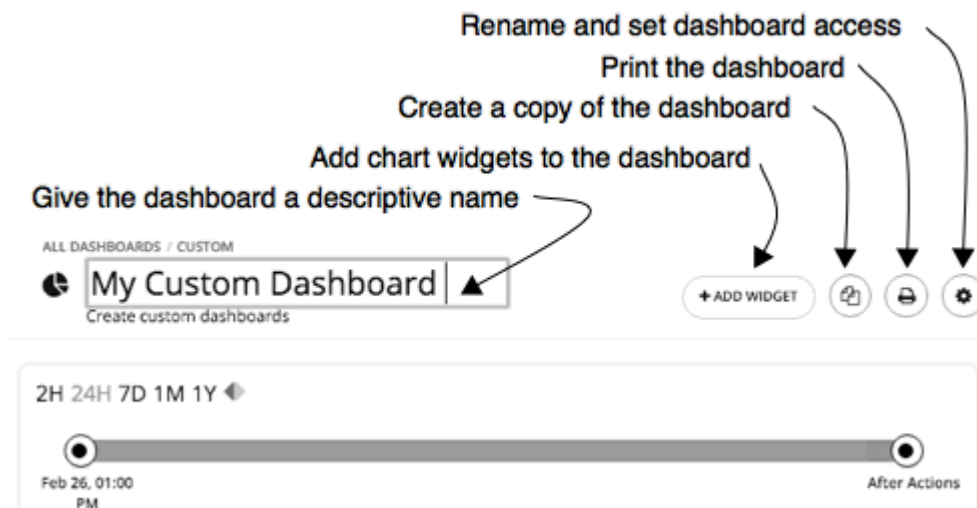 Rename and set dashboard access
Print the dashboard
Create a copy of the dashboard
Add chart widgets to the dashboard
Give the dashboard a descriptive name
ALL DASHBOARDS / CUSTOM
My Custom Dashboard
+ ADD WIDGET
Create custom dashboards
2H 24H 7D 1M 1Y
Feb 26, 01:00
PM
After Actions